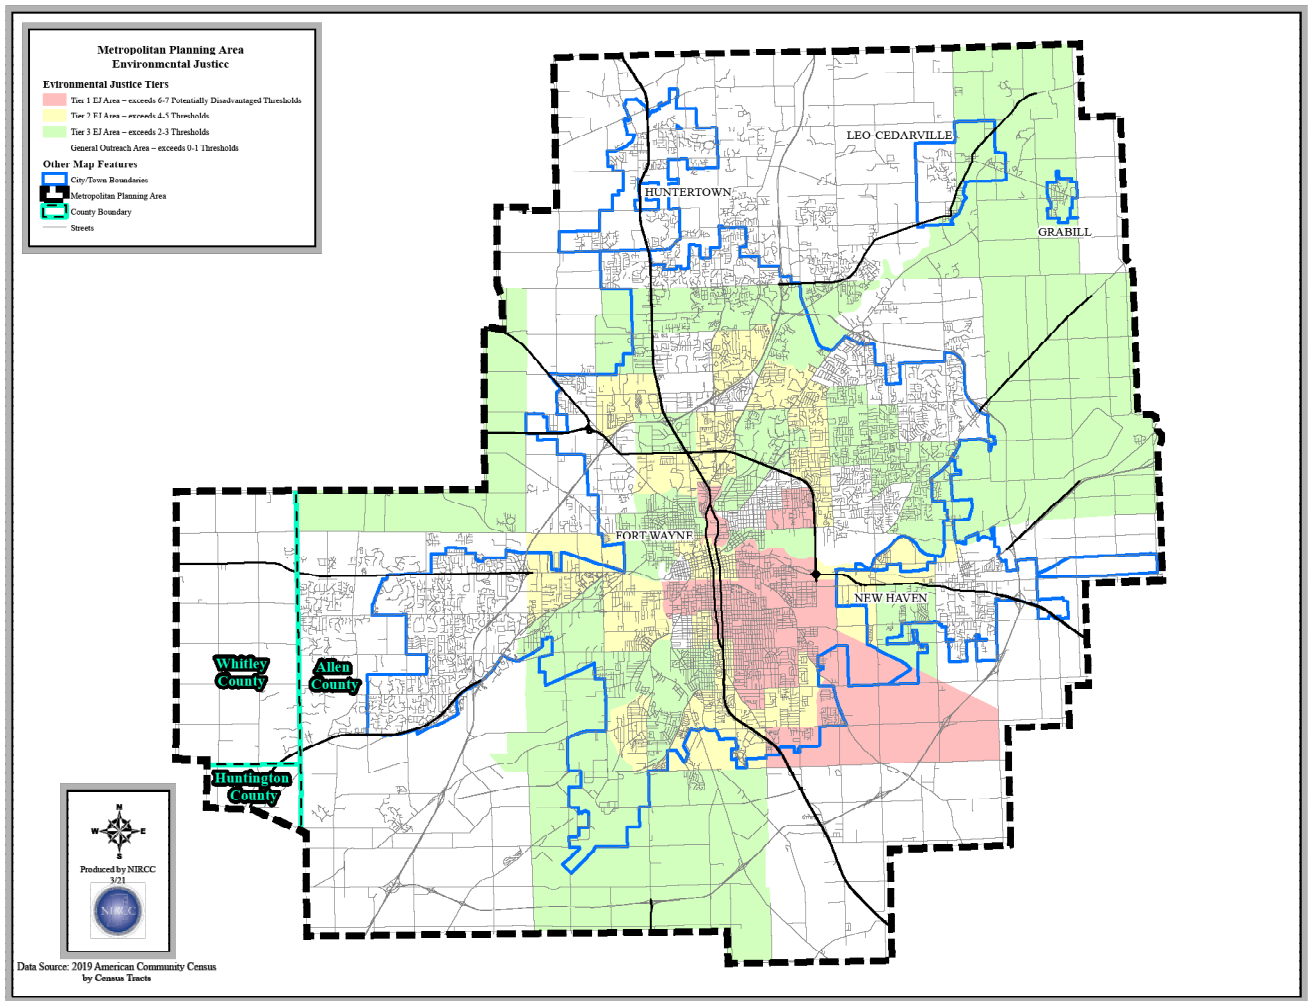 Metropolitan Planning Area
Environmental Justice
Evironmental Justice Tiers
Tier 1 EJ Area – exceeds 6-7 Potentially Disadvantaged Thresholds
Tier 2 EJ Area – exceeds 4-5 Thresholds
Tier 3 EJ Area – exceeds 2-3 Thresholds
General Outreach Area – exceeds 0-1 Thresholds
Other Map Features
City/Town Boundaries
Metropolitan Planning Area
County Boundary
Streets
LEO-CEDARVILLE
HUNTERTOWN
GRABILL
FORT WAYNE
NEW HAVEN
Whitley
County
Allen
County
Huntington
County
N
W E
S
Produced by NIRCC
3/21
NIRCC
Data Source: 2019 American Community Census
by Census Tracts